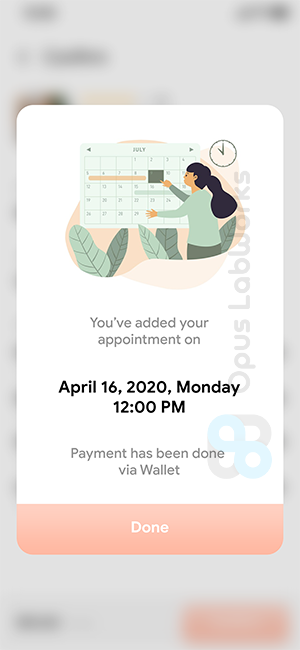 JULY
You've added your
appointment on
April 16, 2020, Monday
12:00 PM
Payment has been done
via Wallet
Done
Opus Labworks